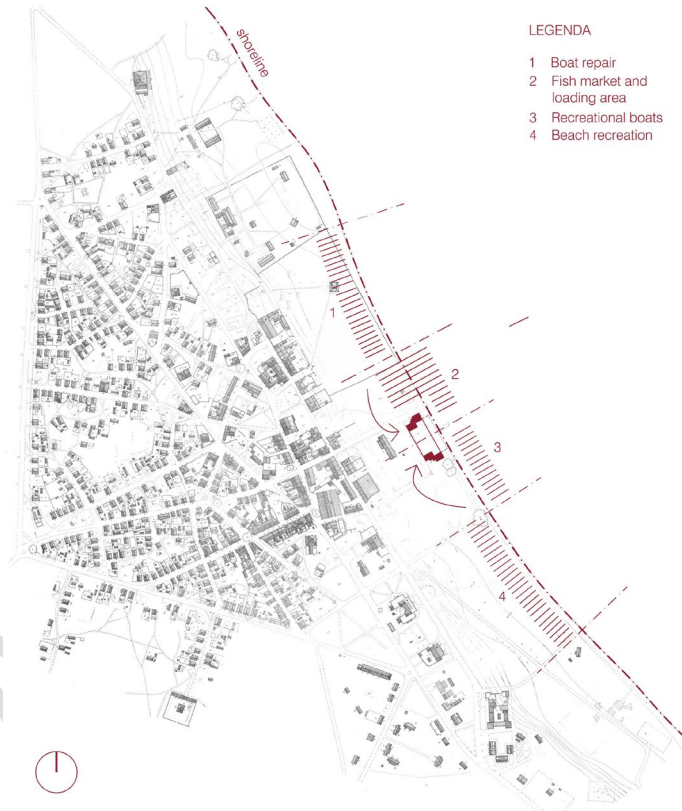 shoreline
LEGENDA
1 Boat repair
2 Fish market and
loading area
3 Recreational boats
4 Beach recreation
1
2
3
4